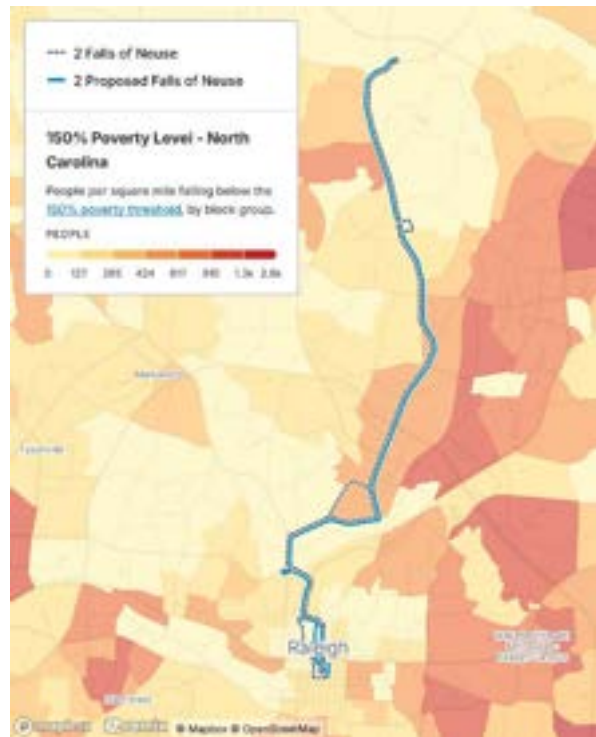 2 Falls of Neuse
2 Proposed Falls of Neuse
150% Poverty Level - North
Carolina
People per square mile falling below the
150% poverty threshold, by block group.
PEOPLE
0 127 265 424 617 1.3k 2.8k
Raleigh
mapbox © Mapbox © OpenStreetMap